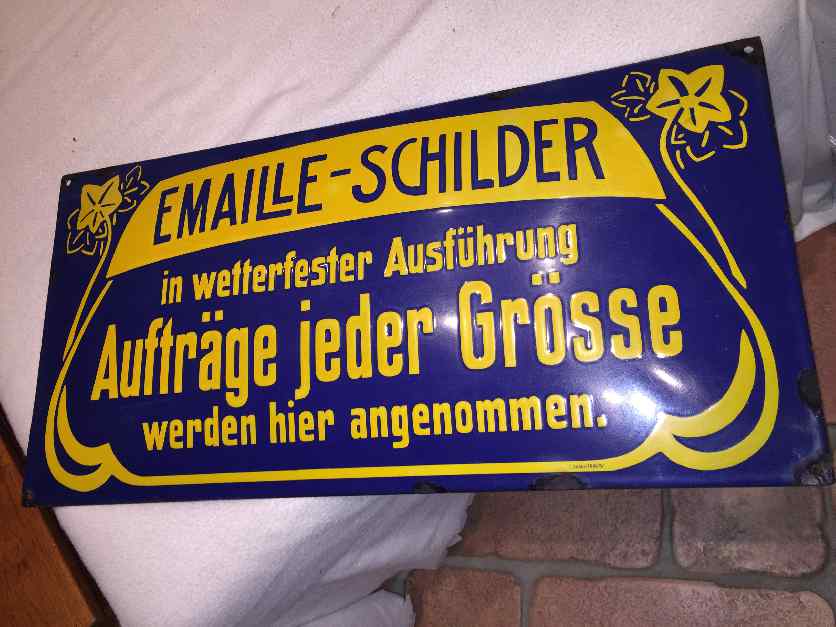 EMAILLE-SCHILDER
in wetterfester Ausführung
Aufträge jeder Grösse
werden hier angenommen.